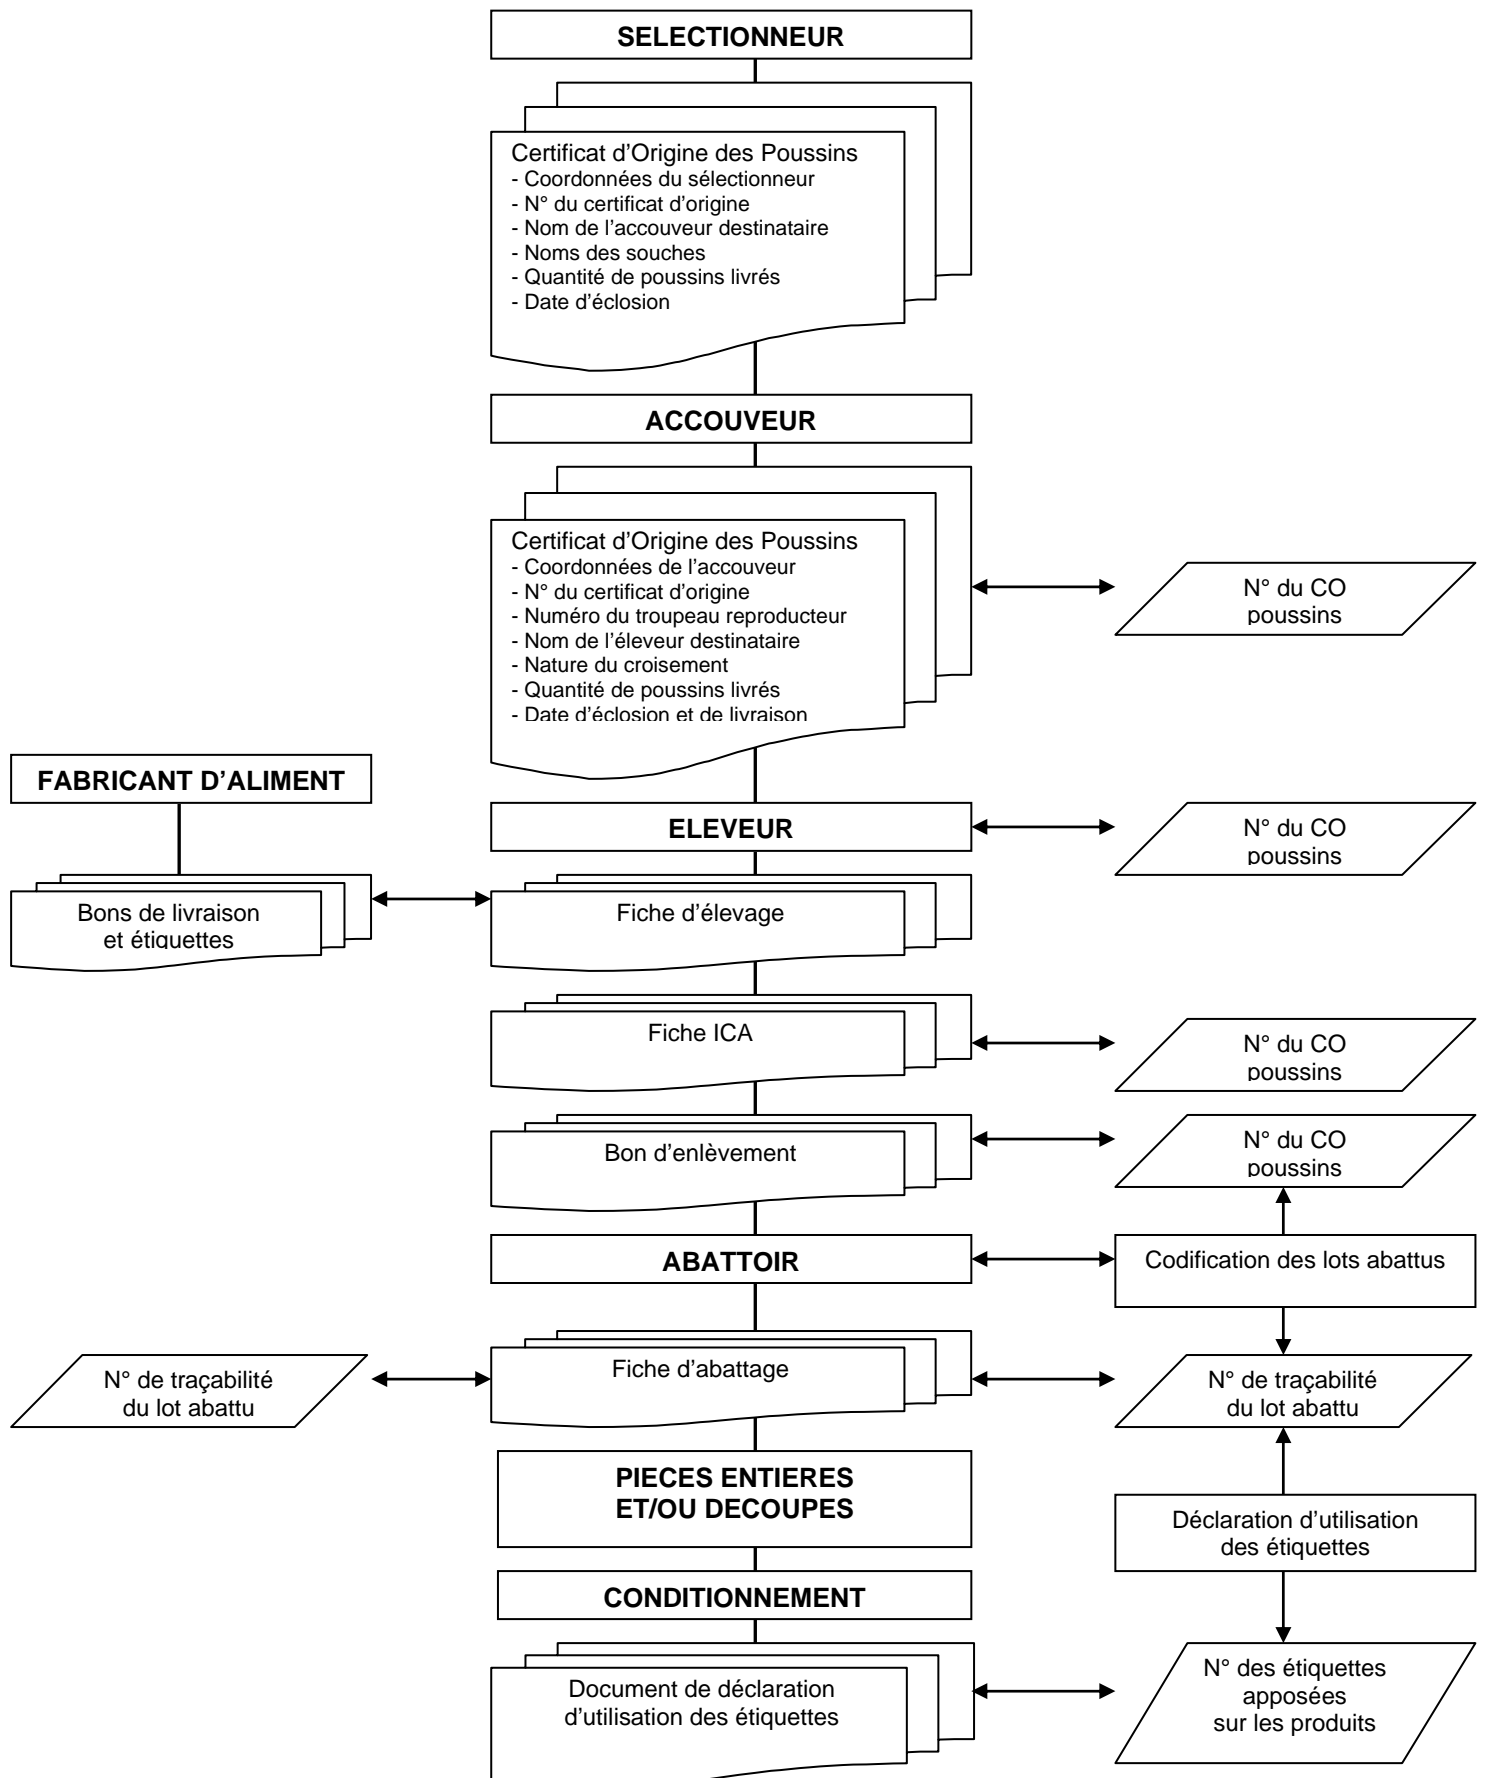 SELECTIONNEUR
Certificat d’Origine des Poussins
- Coordonnées du sélectionneur
- N° du certificat d’origine
- Nom de l’accouveur destinataire
- Noms des souches
- Quantité de poussins livrés
- Date d’éclosion
ACCOUVEUR
Certificat d’Origine des Poussins
- Coordonnées de l’accouveur
- N° du certificat d’origine
- Numéro du troupeau reproducteur
- Nom de l’éleveur destinataire
- Nature du croisement
- Quantité de poussins livrés
- Date d’éclosion et de livraison
N° du CO
poussins
FABRICANT D’ALIMENT
ELEVEUR
N° du CO
poussins
Bons de livraison
et étiquettes
Fiche d’élevage
Fiche ICA
N° du CO
poussins
Bon d’enlèvement
N° du CO
poussins
ABATTOIR
Codification des lots abattus
N° de traçabilité
du lot abattu
Fiche d’abattage
N° de traçabilité
du lot abattu
PIECES ENTIERES
ET/OU DECOUPES
Déclaration d’utilisation
des étiquettes
CONDITIONNEMENT
Document de déclaration
d’utilisation des étiquettes
N° des étiquettes
apposées
sur les produits